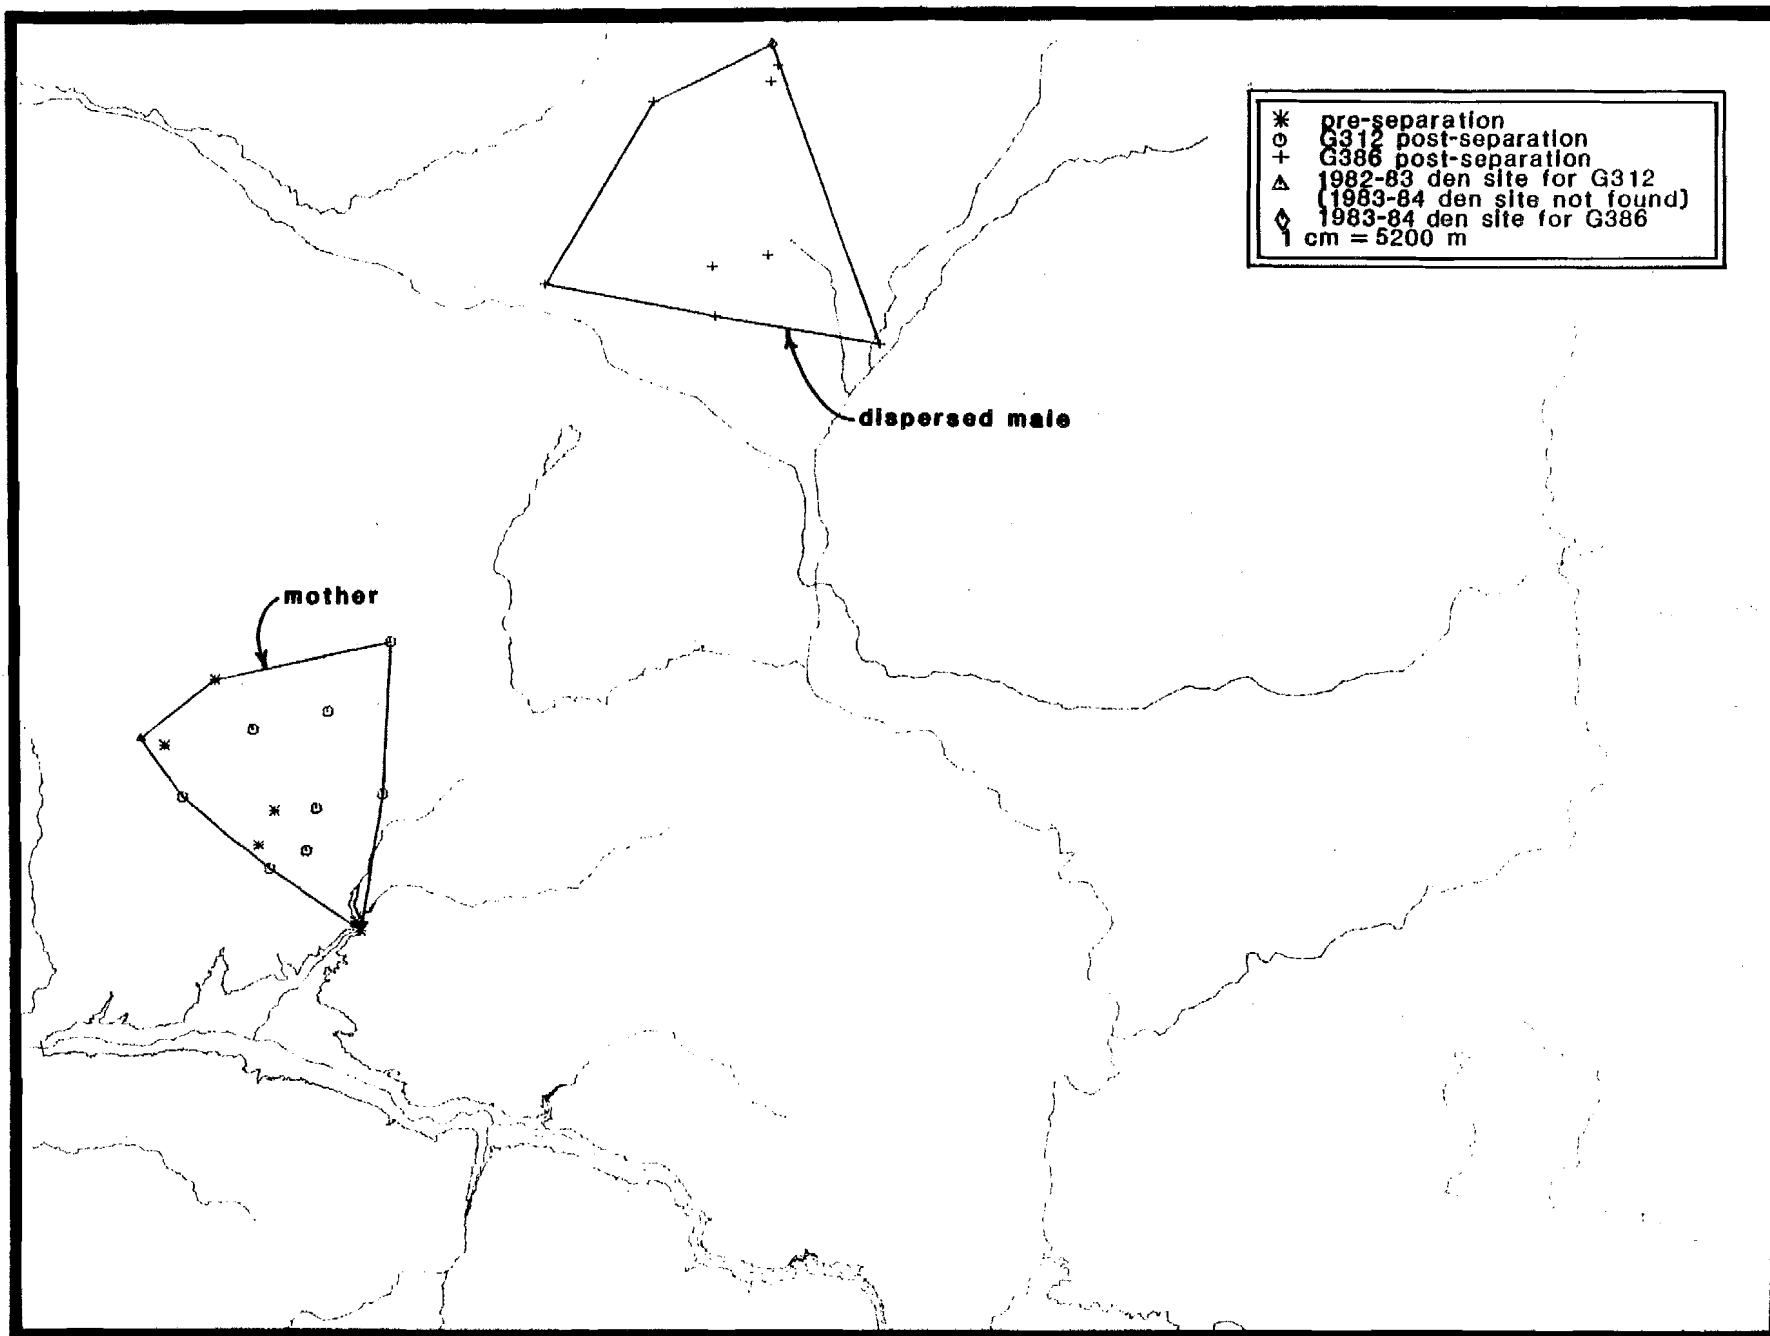 * pre-separation
G312 post-separation
+ G386 post-separation
1982-83 den site for G312
(1983-84 den site not found)
1983-84 den site for G386
1 cm = 5200 m
dispersed male
mother